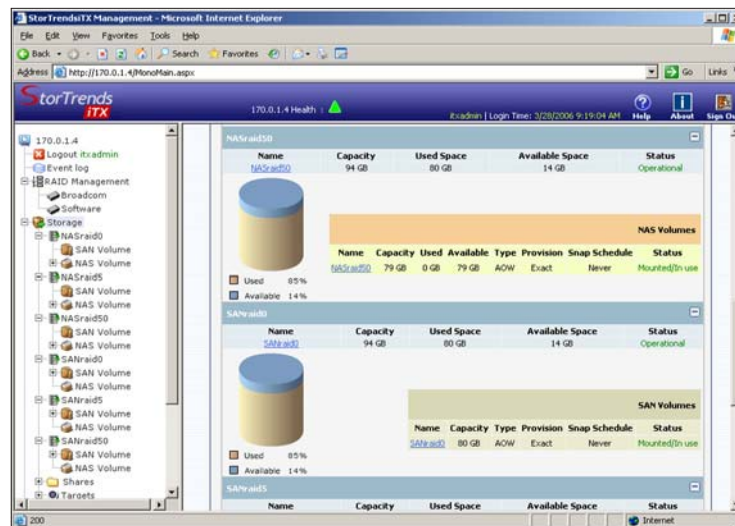 StorTrendsiTX Management - Microsoft Internet Explorer
File Edit View Favorites Tools Help
Back Search Favorites
Address http://170.0.1.4/MonoMain.aspx Go Links
StorTrends iTX
170.0.1.4 Health :
itxadmin | Login Time: 3/28/2006 9:19:04 AM Help About Sign Ou
170.0.1.4
Logout itxadmin
Event log
RAID Management
Broadcom
Software
Storage
NASraid0
SAN Volume
NAS Volume
NASraid5
SAN Volume
NAS Volume
NASraid50
SAN Volume
NAS Volume
SANraid0
SAN Volume
NAS Volume
SANraid5
SAN Volume
NAS Volume
SANraid50
SAN Volume
NAS Volume
Shares
Targets
NASraid50
Name Capacity Used Space Available Space Status
NASraid50 94 GB 80 GB 14 GB Operational
NAS Volumes
Name Capacity Used Available Type Provision Snap Schedule Status
NASraid50 79 GB 0 GB 79 GB AOW Exact Never Mounted/In use
Used 85%
Available 14%
SANraid0
Name Capacity Used Space Available Space Status
SANraid0 94 GB 80 GB 14 GB Operational
SAN Volumes
Name Capacity Type Provision Snap Schedule Status
SANraid0 80 GB AOW Exact Never Mounted/In use
Used 85%
Available 14%
SANraid5
Name Capacity Used Space Available Space Status
200 Internet